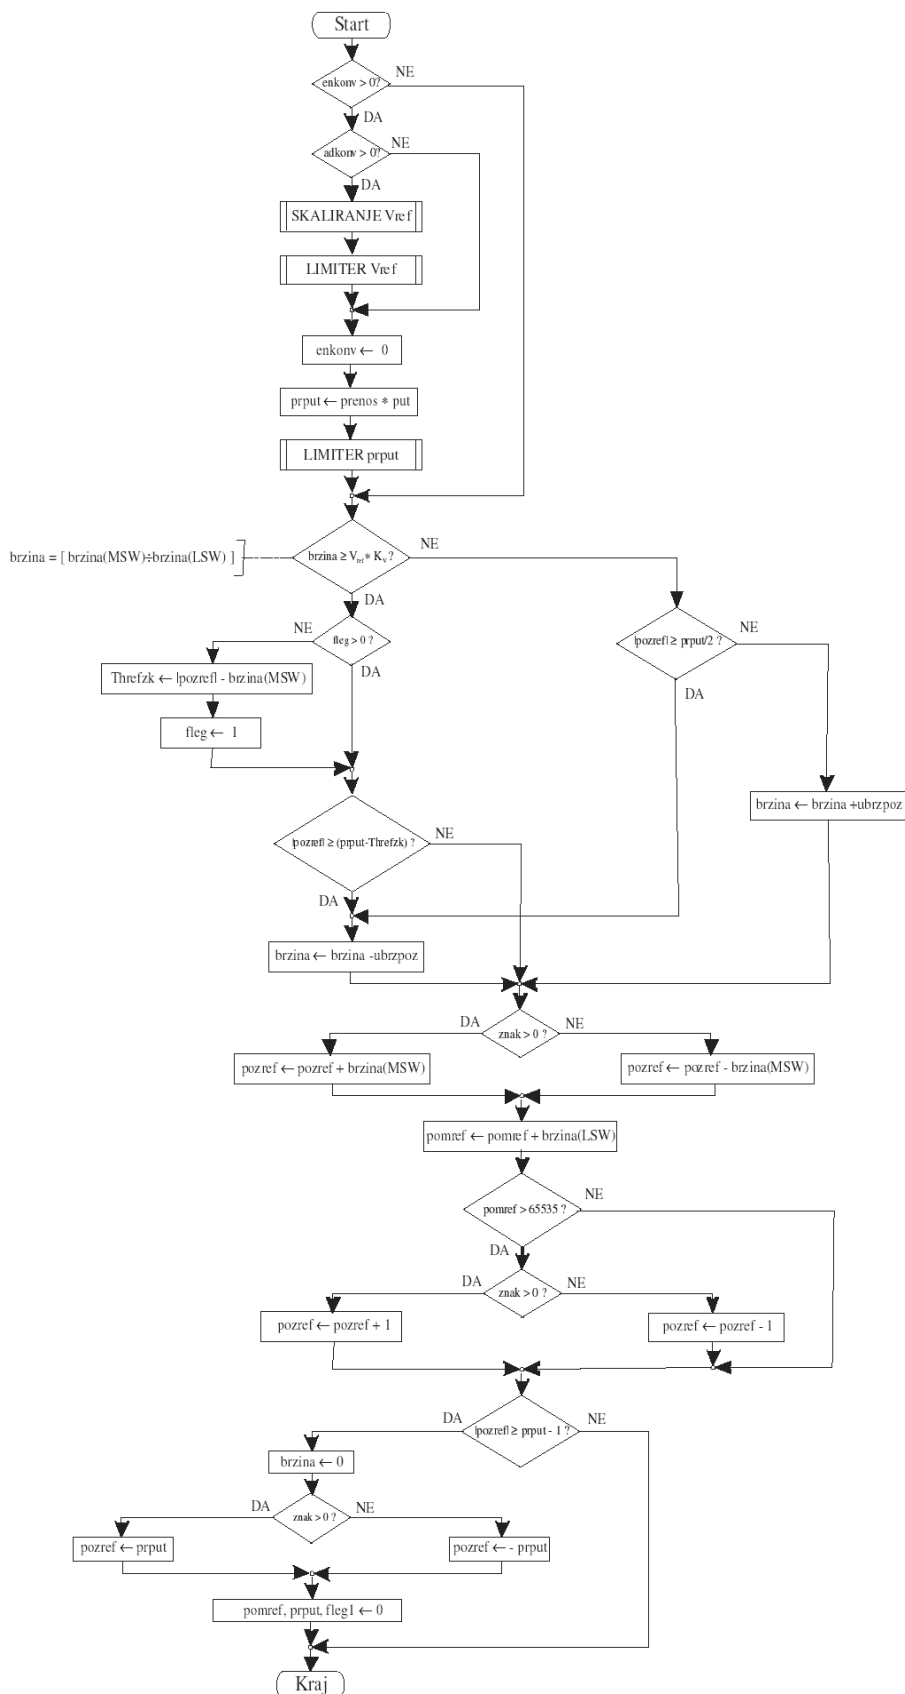 Start
enkonv > 0?
NE
DA
adkonv > 0?
NE
DA
SKALIRANJE Vref
LIMITER Vref
enkonv ← 0
prput ← prenos * put
LIMITER prput
brzina = [ brzina(MSW)÷brzina(LSW) ]
brzina ≥ Vref * Kv ?
NE
DA
NE
fleg > 0 ?
DA
|pozref| ≥ prput/2 ?
NE
DA
Threfzk ← |pozref| - brzina(MSW)
fleg ← 1
brzina ← brzina +ubrzpoz
|pozref| ≥ (prput-Threfzk) ?
NE
DA
brzina ← brzina -ubrzpoz
DA
znak > 0 ?
NE
pozref ← pozref + brzina(MSW)
pozref ← pozref - brzina(MSW)
pomref ← pomref + brzina(LSW)
pomref > 65535 ?
NE
DA
DA
znak > 0 ?
NE
pozref ← pozref + 1
pozref ← pozref - 1
DA
|pozref| ≥ prput - 1 ?
NE
brzina ← 0
DA
znak > 0 ?
NE
pozref ← prput
pozref ← - prput
pomref, prput, fleg1 ← 0
Kraj